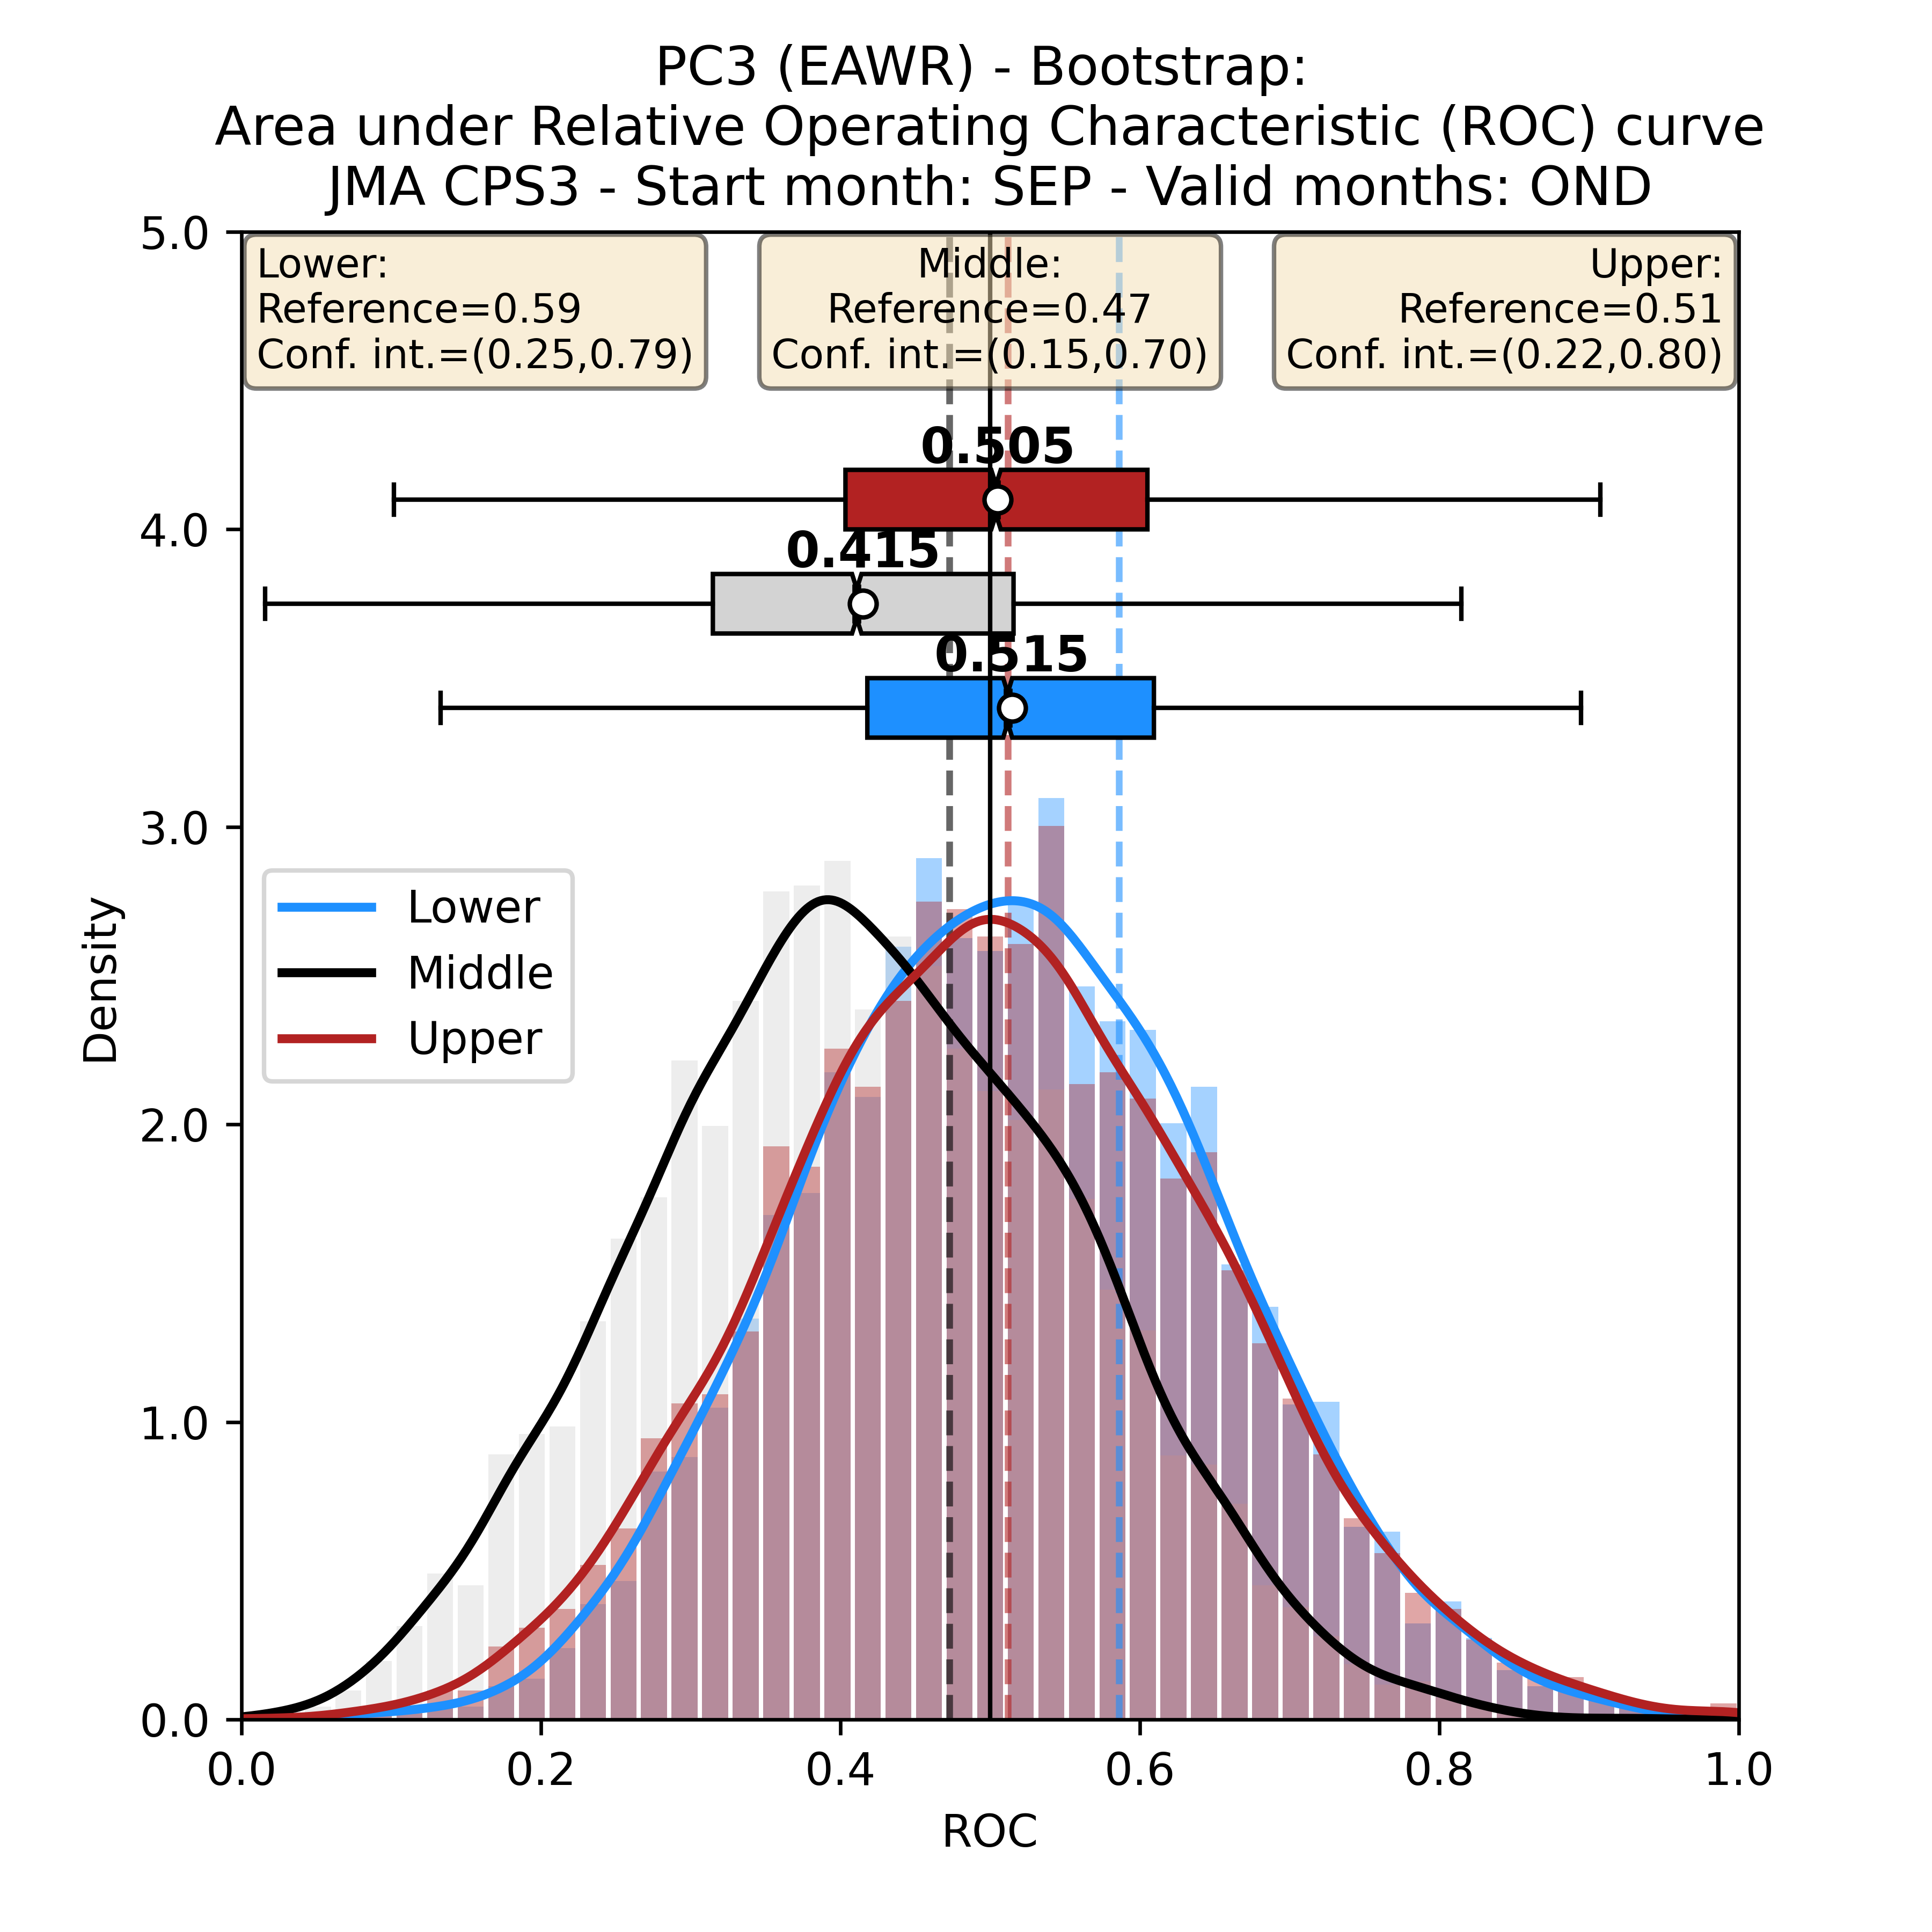 PC3 (EAWR) - Bootstrap:
Area under Relative Operating Characteristic (ROC) curve
JMA CPS3 - Start month: SEP - Valid months: OND
5.0
Lower:
Reference=0.59
Conf. int.=(0.25,0.79)
Middle:
Reference=0.47
Conf. int.=(0.15,0.70)
Upper:
Reference=0.51
Conf. int.=(0.22,0.80)
0.505
4.0
0.415
0.515
3.0
Lower
Middle
Upper
Density
2.0
1.0
0.0
0.0
0.2
0.4
0.6
0.8
1.0
ROC